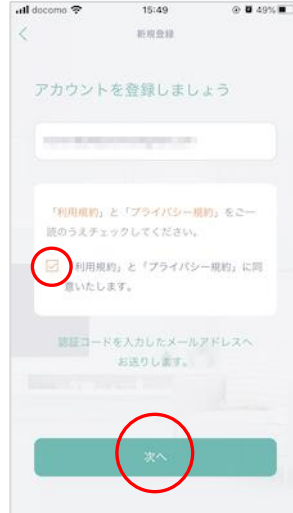 docomo 15:49 49%
新規登録
アカウントを登録しましょう
「利用規約」と「プライバシー規約」をご一
読のうえチェックしてください。
「利用規約」と「プライバシー規約」に同
意いたします。
認証コードを入力したメールアドレスへ
お送りします。
次へ